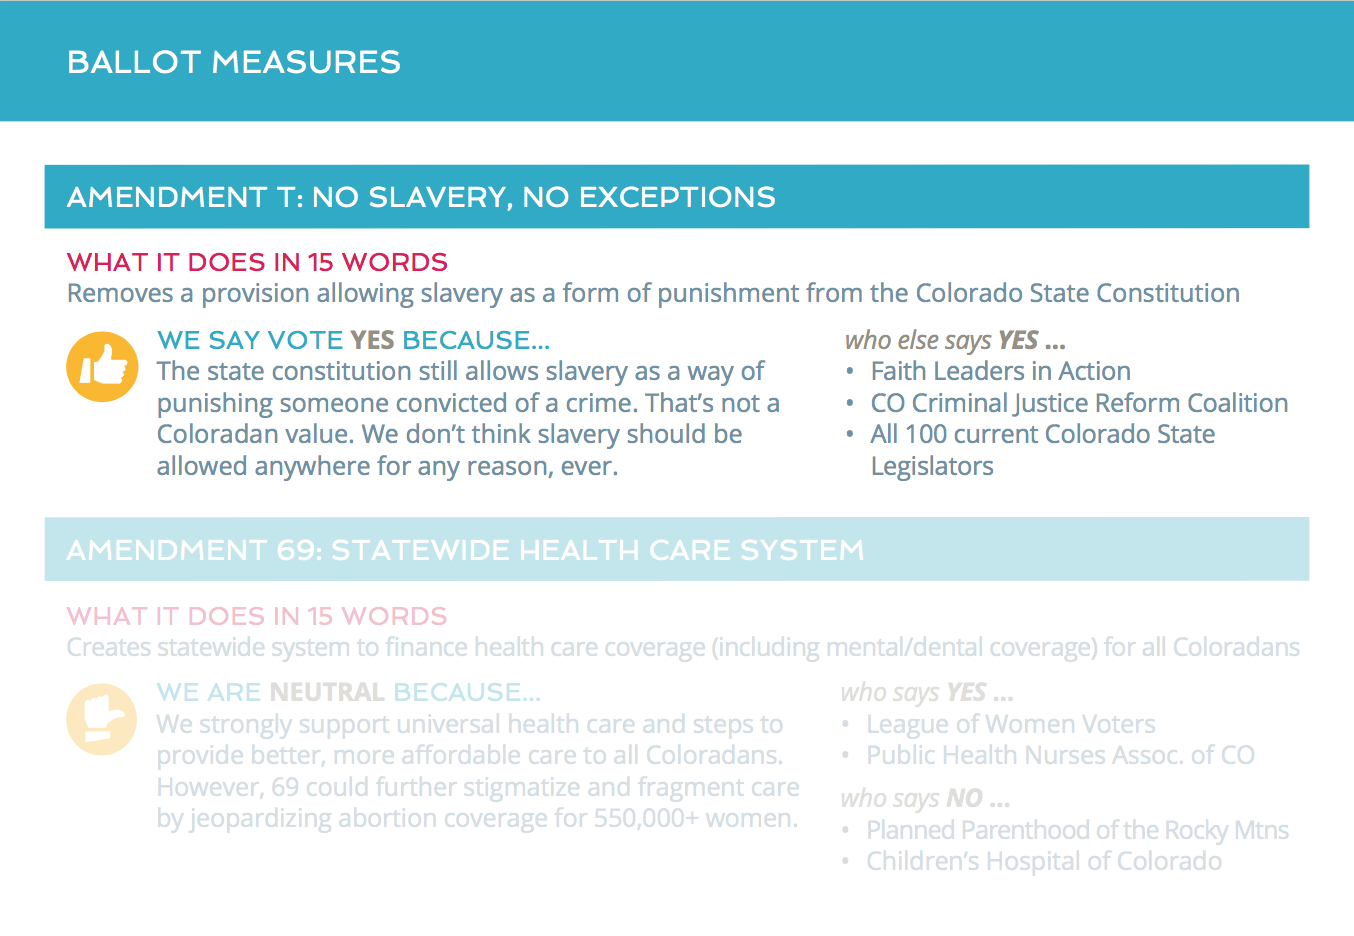 BALLOT MEASURES
AMENDMENT T: NO SLAVERY, NO EXCEPTIONS
WHAT IT DOES IN 15 WORDS
Removes a provision allowing slavery as a form of punishment from the Colorado State Constitution
WE SAY VOTE YES BECAUSE...
The state constitution still allows slavery as a way of
punishing someone convicted of a crime. That’s not a
Coloradan value. We don’t think slavery should be
allowed anywhere for any reason, ever.
who else says YES ...
• Faith Leaders in Action
• CO Criminal Justice Reform Coalition
• All 100 current Colorado State
Legislators
AMENDMENT 69: STATEWIDE HEALTH CARE SYSTEM
WHAT IT DOES IN 15 WORDS
Creates statewide system to finance health care coverage (including mental/dental coverage) for all Coloradans
WE ARE NEUTRAL BECAUSE...
We strongly support universal health care and steps to
provide better, more affordable care to all Coloradans.
However, 69 could further stigmatize and fragment care
by jeopardizing abortion coverage for 550,000+ women.
who says YES ...
• League of Women Voters
• Public Health Nurses Assoc. of CO
who says NO ...
• Planned Parenthood of the Rocky Mtns
• Children’s Hospital of Colorado